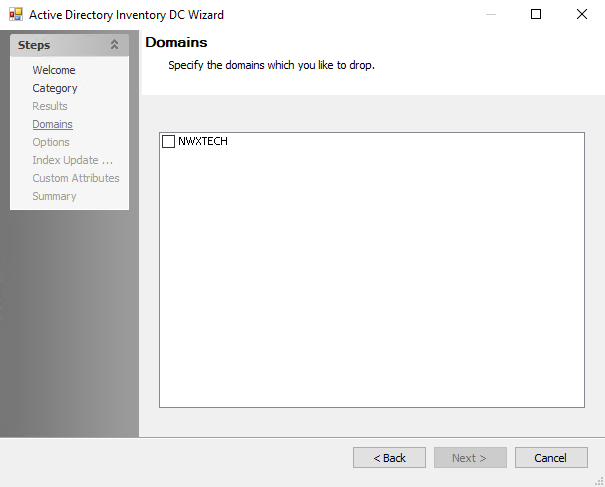 Active Directory Inventory DC Wizard
Steps
Welcome
Category
Results
Domains
Options
Index Update ...
Custom Attributes
Summary
Domains
Specify the domains which you like to drop.
NWXTECH
< Back
Next >
Cancel